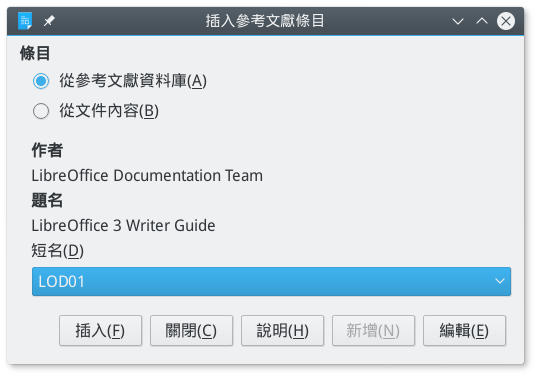 插入參考文獻條目
條目
從參考文獻資料庫(A)
從文件內容(B)
作者
LibreOffice Documentation Team
題名
LibreOffice 3 Writer Guide
短名(D)
LOD01
插入(F) 關閉(C) 說明(H) 新增(N) 編輯(E)